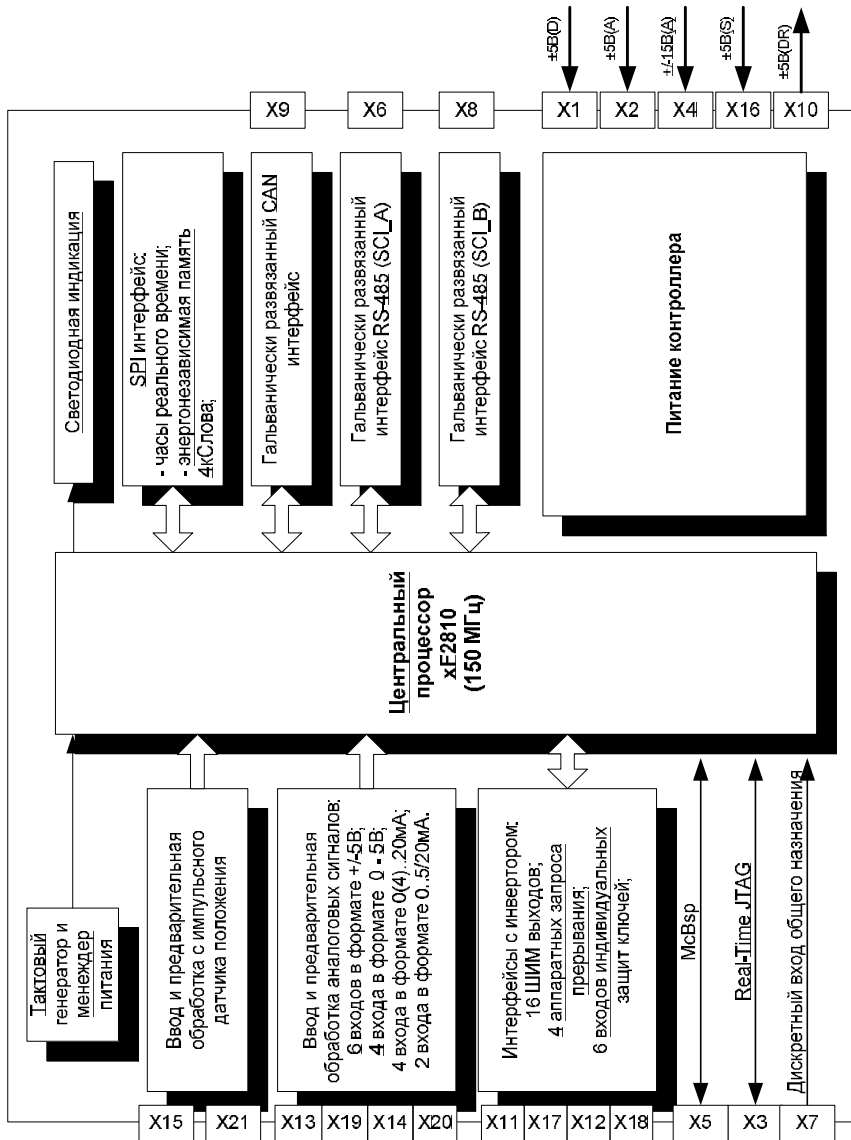 ±5В(D)
±5В(A)
+/-15В(A)
±5В(S)
±5В(DR)
X9
X6
X8
X1
X2
X4
X16
X10
Светодиодная индикация
SPI интерфейс:
- часы реального времени;
- энергонезависимая память
4кСлова;
Гальванически развязанный CAN
интерфейс
Гальванически развязанный
интерфейс RS-485 (SCI_A)
Гальванически развязанный
интерфейс RS-485 (SCI_B)
Питание контроллера
Центральный
процессор
xF2810
(150 МГц)
Тактовый
генератор и
менеждер
питания
Ввод и предварительная
обработка с импульсного
датчика положения
Ввод и предварительная
обработка аналоговых сигналов:
6 входов в формате +/-5В;
4 входа в формате 0 - 5В;
4 входа в формате 0(4)..20мА;
2 входа в формате 0..5/20мА.
Интерфейсы с инвертором:
16 ШИМ выходов;
4 аппаратных запроса
прерывания;
6 входов индивидуальных
защит ключей;
McBsp
Real-Time JTAG
Дискретный вход общего назначения
X15
X21
X13
X19
X14
X20
X11
X17
X12
X18
X5
X3
X7